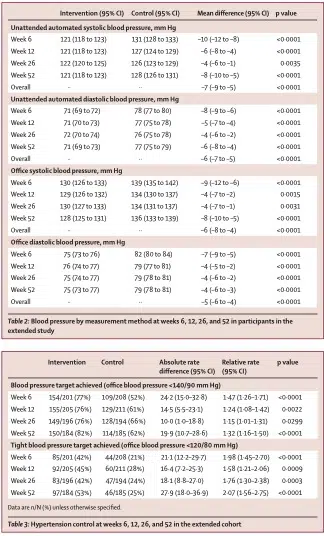 Intervention (95% CI) Control (95% CI) Mean difference (95% CI) p value
Unattended automated systolic blood pressure, mm Hg
Week 6 121 (118 to 123) 131 (128 to 133) −10 (−12 to −8) <0·0001
Week 12 121 (118 to 123) 127 (124 to 129) −6 (−8 to −4) <0·0001
Week 26 122 (120 to 125) 126 (123 to 129) −4 (−6 to −1) 0·0035
Week 52 121 (118 to 123) 128 (126 to 131) −8 (−10 to −5) <0·0001
Overall ·· ·· −7 (−9 to −5) <0·0001
Unattended automated diastolic blood pressure, mm Hg
Week 6 71 (69 to 72) 78 (77 to 80) −8 (−9 to −6) <0·0001
Week 12 71 (70 to 73) 77 (75 to 78) −5 (−7 to −4) <0·0001
Week 26 72 (70 to 74) 76 (75 to 78) −4 (−6 to −2) <0·0001
Week 52 71 (69 to 73) 77 (75 to 79) −6 (−8 to −4) <0·0001
Overall ·· ·· −6 (−7 to −5) <0·0001
Office systolic blood pressure, mm Hg
Week 6 130 (126 to 133) 139 (135 to 142) −9 (−12 to −6) <0·0001
Week 12 129 (126 to 132) 134 (130 to 137) −4 (−7 to −2) 0·0015
Week 26 130 (127 to 133) 134 (131 to 137) −4 (−7 to −1) 0·0031
Week 52 128 (125 to 131) 136 (133 to 139) −8 (−10 to −5) <0·0001
Overall ·· ·· −6 (−8 to −4) <0·0001
Office diastolic blood pressure, mm Hg
Week 6 75 (73 to 76) 82 (80 to 84) −7 (−9 to −5) <0·0001
Week 12 76 (74 to 77) 79 (77 to 81) −4 (−5 to −2) <0·0001
Week 26 75 (74 to 77) 79 (78 to 81) −4 (−6 to −2) <0·0001
Week 52 75 (73 to 77) 79 (78 to 81) −4 (−6 to −3) <0·0001
Overall ·· ·· −5 (−6 to −4) <0·0001
Table 2: Blood pressure by measurement method at weeks 6, 12, 26, and 52 in participants in the
extended study
Intervention Control Absolute rate
difference (95% CI) Relative rate
(95% CI) p value
Blood pressure target achieved (office blood pressure <140/90 mm Hg)
Week 6 154/201 (77%) 109/208 (52%) 24·2 (15·0–32·8) 1·47 (1·26–1·71) <0·0001
Week 12 155/205 (76%) 129/211 (61%) 14·5 (5·5–23·1) 1·24 (1·08–1·42) 0·0022
Week 26 149/196 (76%) 128/194 (66%) 10·0 (1·0–18·8) 1·15 (1·01–1·31) 0·0299
Week 52 150/184 (82%) 114/185 (62%) 19·9 (10·7–28·6) 1·32 (1·16–1·50) <0·0001
Tight blood pressure target achieved (office blood pressure <120/80 mm Hg)
Week 6 85/201 (42%) 44/208 (21%) 21·1 (12·2–29·7) 1·98 (1·45–2·70) <0·0001
Week 12 92/205 (45%) 60/211 (28%) 16·4 (7·2–25·3) 1·58 (1·21–2·06) 0·0009
Week 26 83/196 (42%) 47/194 (24%) 18·1 (8·8–27·0) 1·76 (1·30–2·38) 0·0003
Week 52 97/184 (53%) 46/185 (25%) 27·9 (18·0–36·9) 2·07 (1·56–2·75) <0·0001
Data are n/N (%) unless otherwise specified.
Table 3: Hypertension control at weeks 6, 12, 26, and 52 in the extended cohort